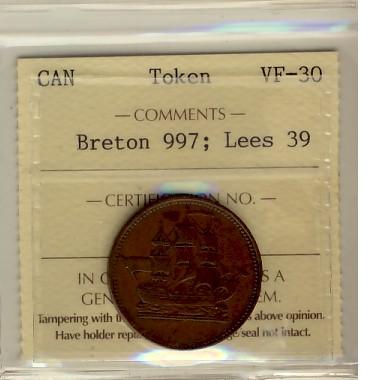 CAN Token VF-30
— COMMENTS —
Breton 997; Lees 39
— CERTIF N NO. —
IN S A
GEN EM.
Tampering with above opinion.
Have holder seal not intact.